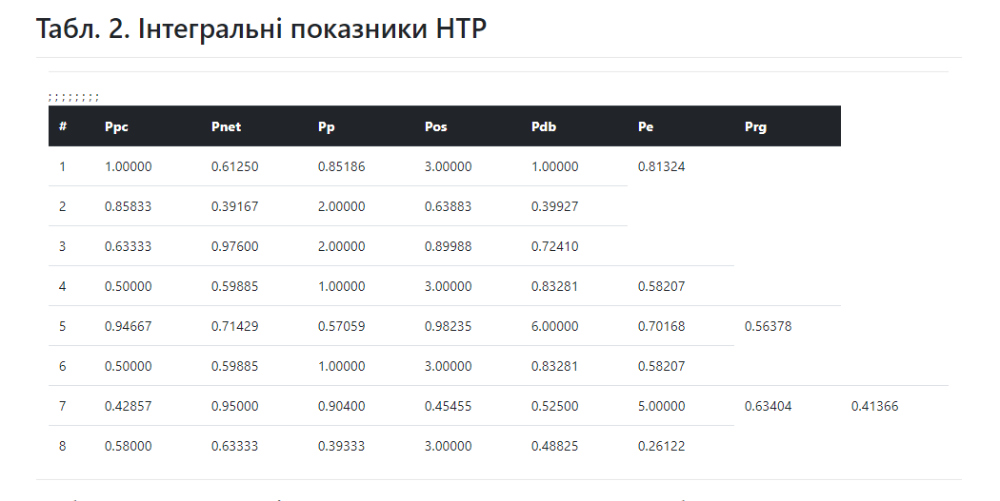 Табл. 2. Інтегральні показники НТР
; ; ; ; ; ; ; ;
# Ppc Pnet Pp Pos Pdb Pe Prg
1 1.00000 0.61250 0.85186 3.00000 1.00000 0.81324
2 0.85833 0.39167 2.00000 0.63883 0.39927
3 0.63333 0.97600 2.00000 0.89988 0.72410
4 0.50000 0.59885 1.00000 3.00000 0.83281 0.58207
5 0.94667 0.71429 0.57059 0.98235 6.00000 0.70168 0.56378
6 0.50000 0.59885 1.00000 3.00000 0.83281 0.58207
7 0.42857 0.95000 0.90400 0.45455 0.52500 5.00000 0.63404 0.41366
8 0.58000 0.63333 0.39333 3.00000 0.48825 0.26122